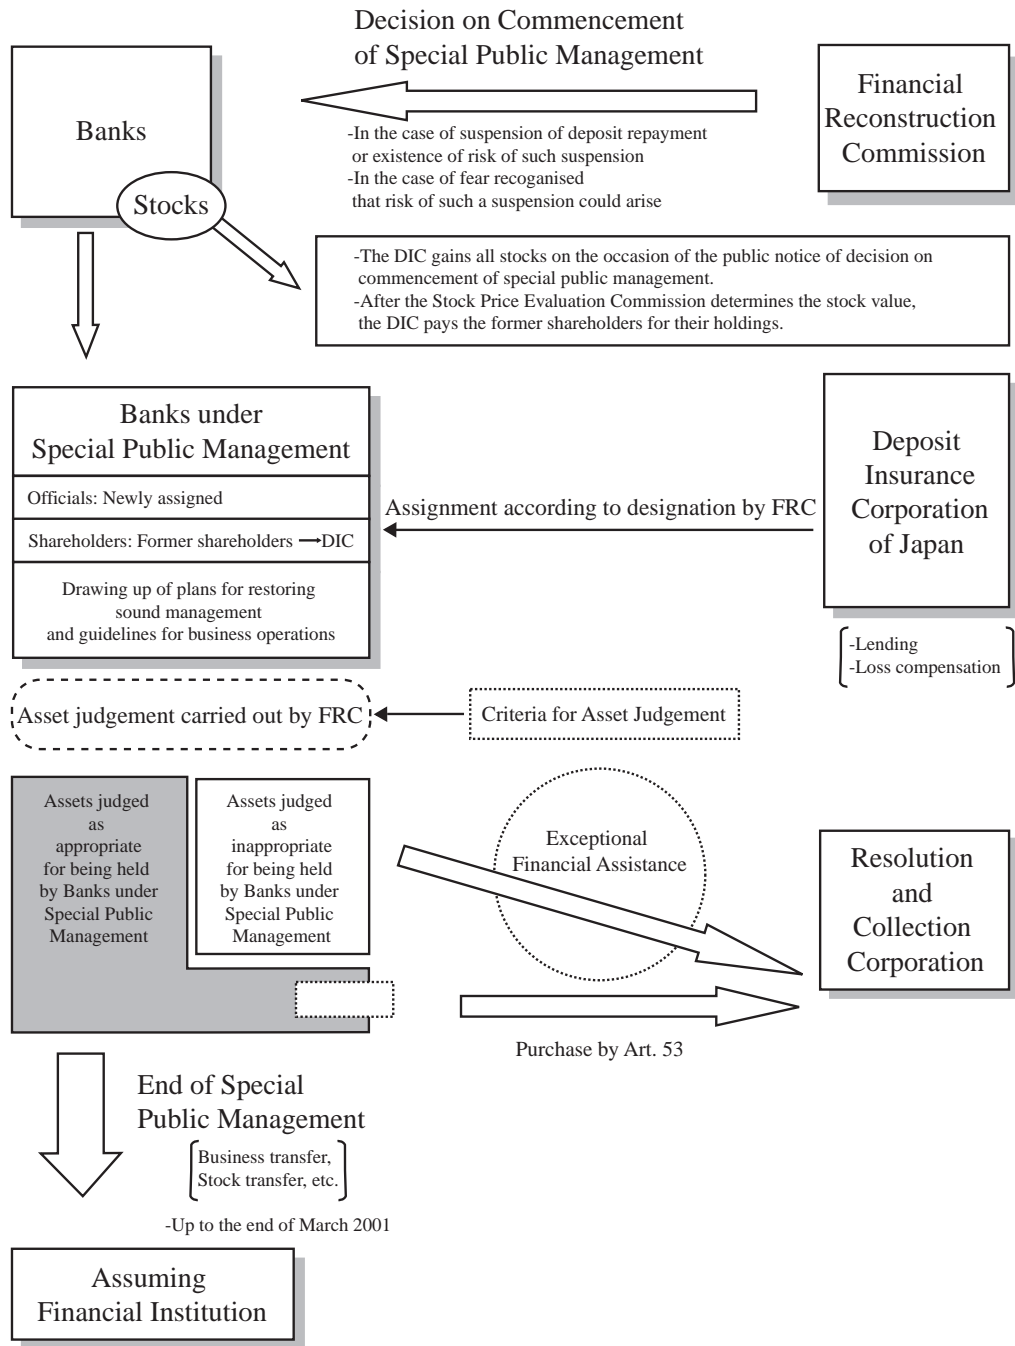 Decision on Commencement
of Special Public Management
Banks
Stocks
Financial
Reconstruction
Commission
-In the case of suspension of deposit repayment
or existence of risk of such suspension
-In the case of fear recoganised
that risk of such a suspension could arise
-The DIC gains all stocks on the occasion of the public notice of decision on
commencement of special public management.
-After the Stock Price Evaluation Commission determines the stock value,
the DIC pays the former shareholders for their holdings.
Banks under
Special Public Management
Officials: Newly assigned
Shareholders: Former shareholders → DIC
Drawing up of plans for restoring
sound management
and guidelines for business operations
Assignment according to designation by FRC
Deposit
Insurance
Corporation
of Japan
-Lending
-Loss compensation
Asset judgement carried out by FRC
Criteria for Asset Judgement
Assets judged
as
appropriate
for being held
by Banks under
Special Public
Management
Assets judged
as
inappropriate
for being held
by Banks under
Special Public
Management
Exceptional
Financial Assistance
Resolution
and
Collection
Corporation
Purchase by Art. 53
End of Special
Public Management
Business transfer,
Stock transfer, etc.
-Up to the end of March 2001
Assuming
Financial Institution